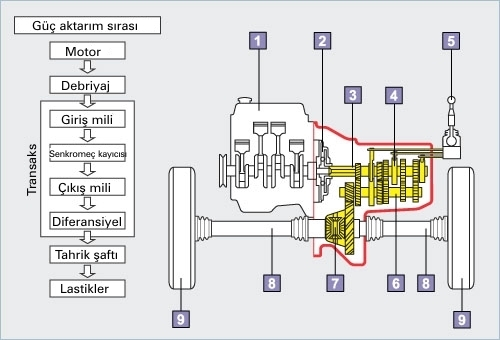 Güç aktarım sırası
Motor
Debriyaj
Transaks
Giriş mili
Senkromeç kayıcısı
Çıkış mili
Diferansiyel
Tahrik şaftı
Lastikler
1
2
3
4
5
6
7
8
8
9
9